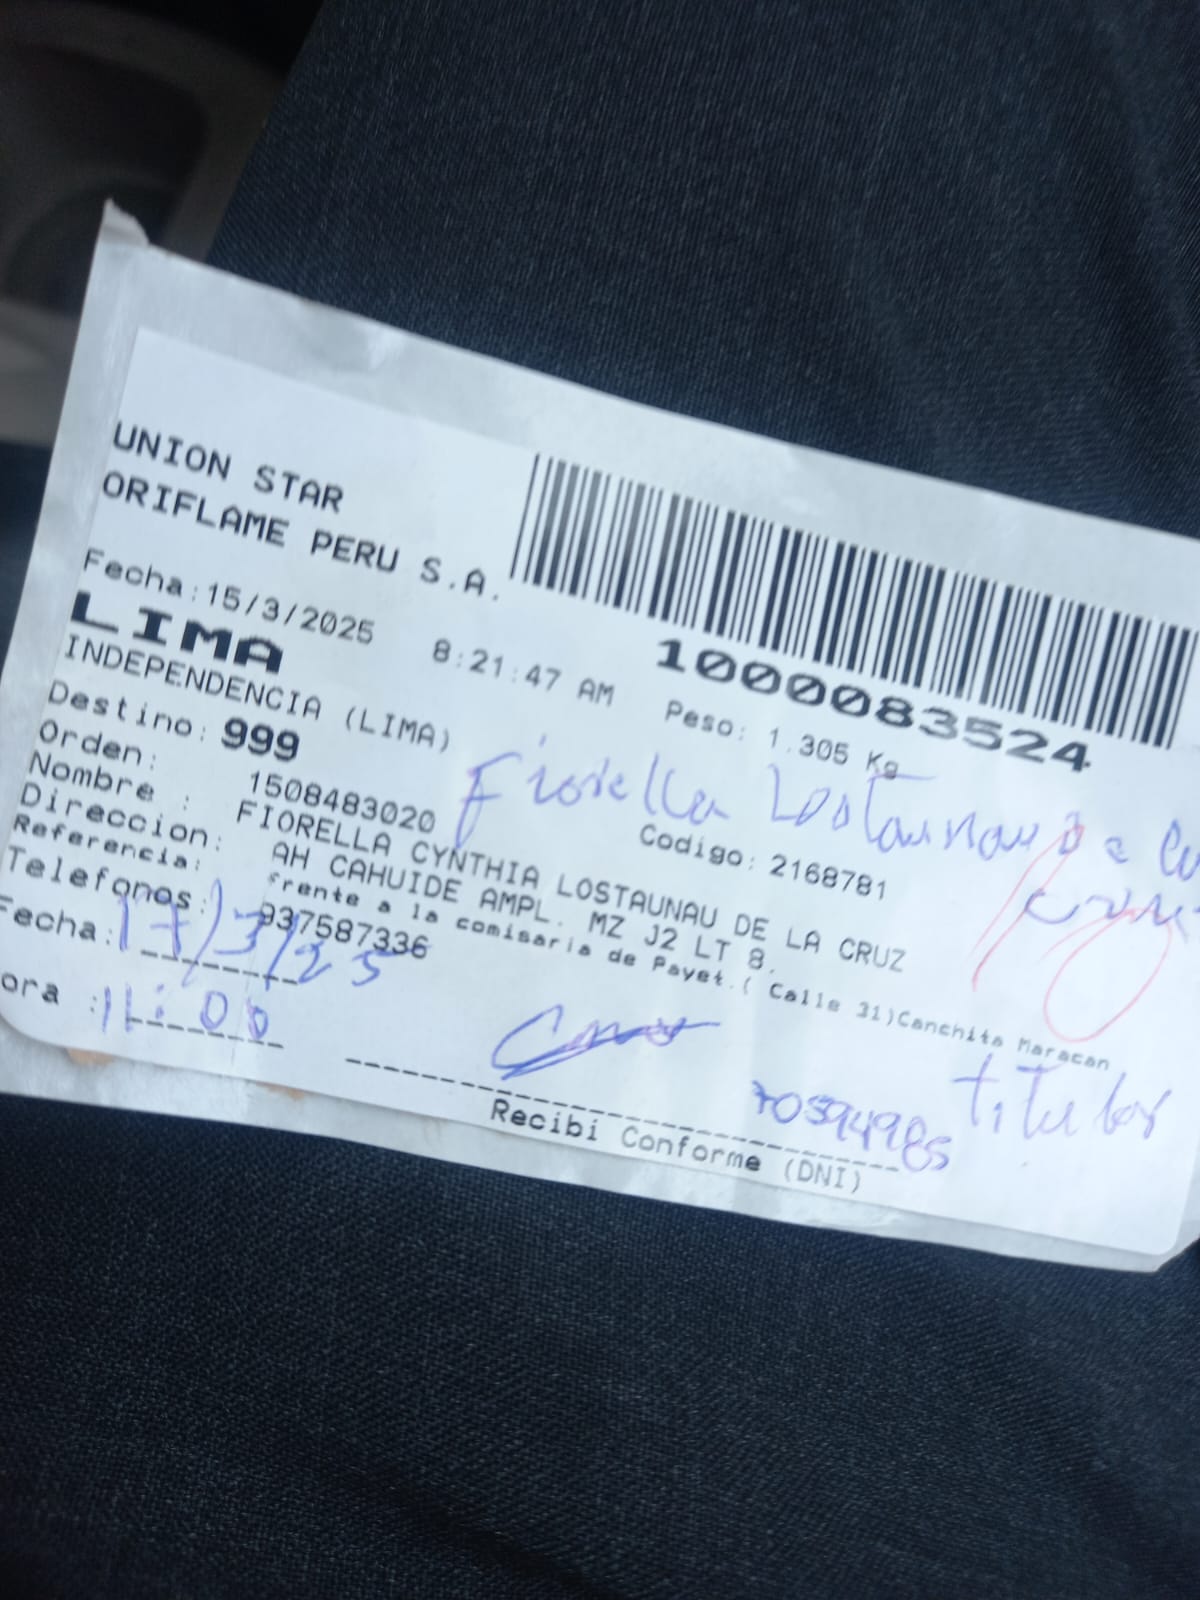 UNION STAR
ORIFLAME PERU S.A.
Fecha:15/3/2025 8:21:47 AM
1000083524
LIMA
Peso: 1.305 Kg
INDEPENDENCIA (LIMA)
Destino: 999
Fiorella Lostaunau
Orden: 1508483020
Codigo: 2168781
Nombre : FIORELLA CYNTHIA LOSTAUNAU DE LA CRUZ
Direccion: AH CAHUIDE AMPL. MZ J2 LT 8.
Referencia: frente a la comisaria de Payet.( Calle 31)Canchita Maracan
Telefonos: 937587336
Fecha: 17/3/25
ora : 11:00
titular
70594985
Recibi Conforme (DNI)